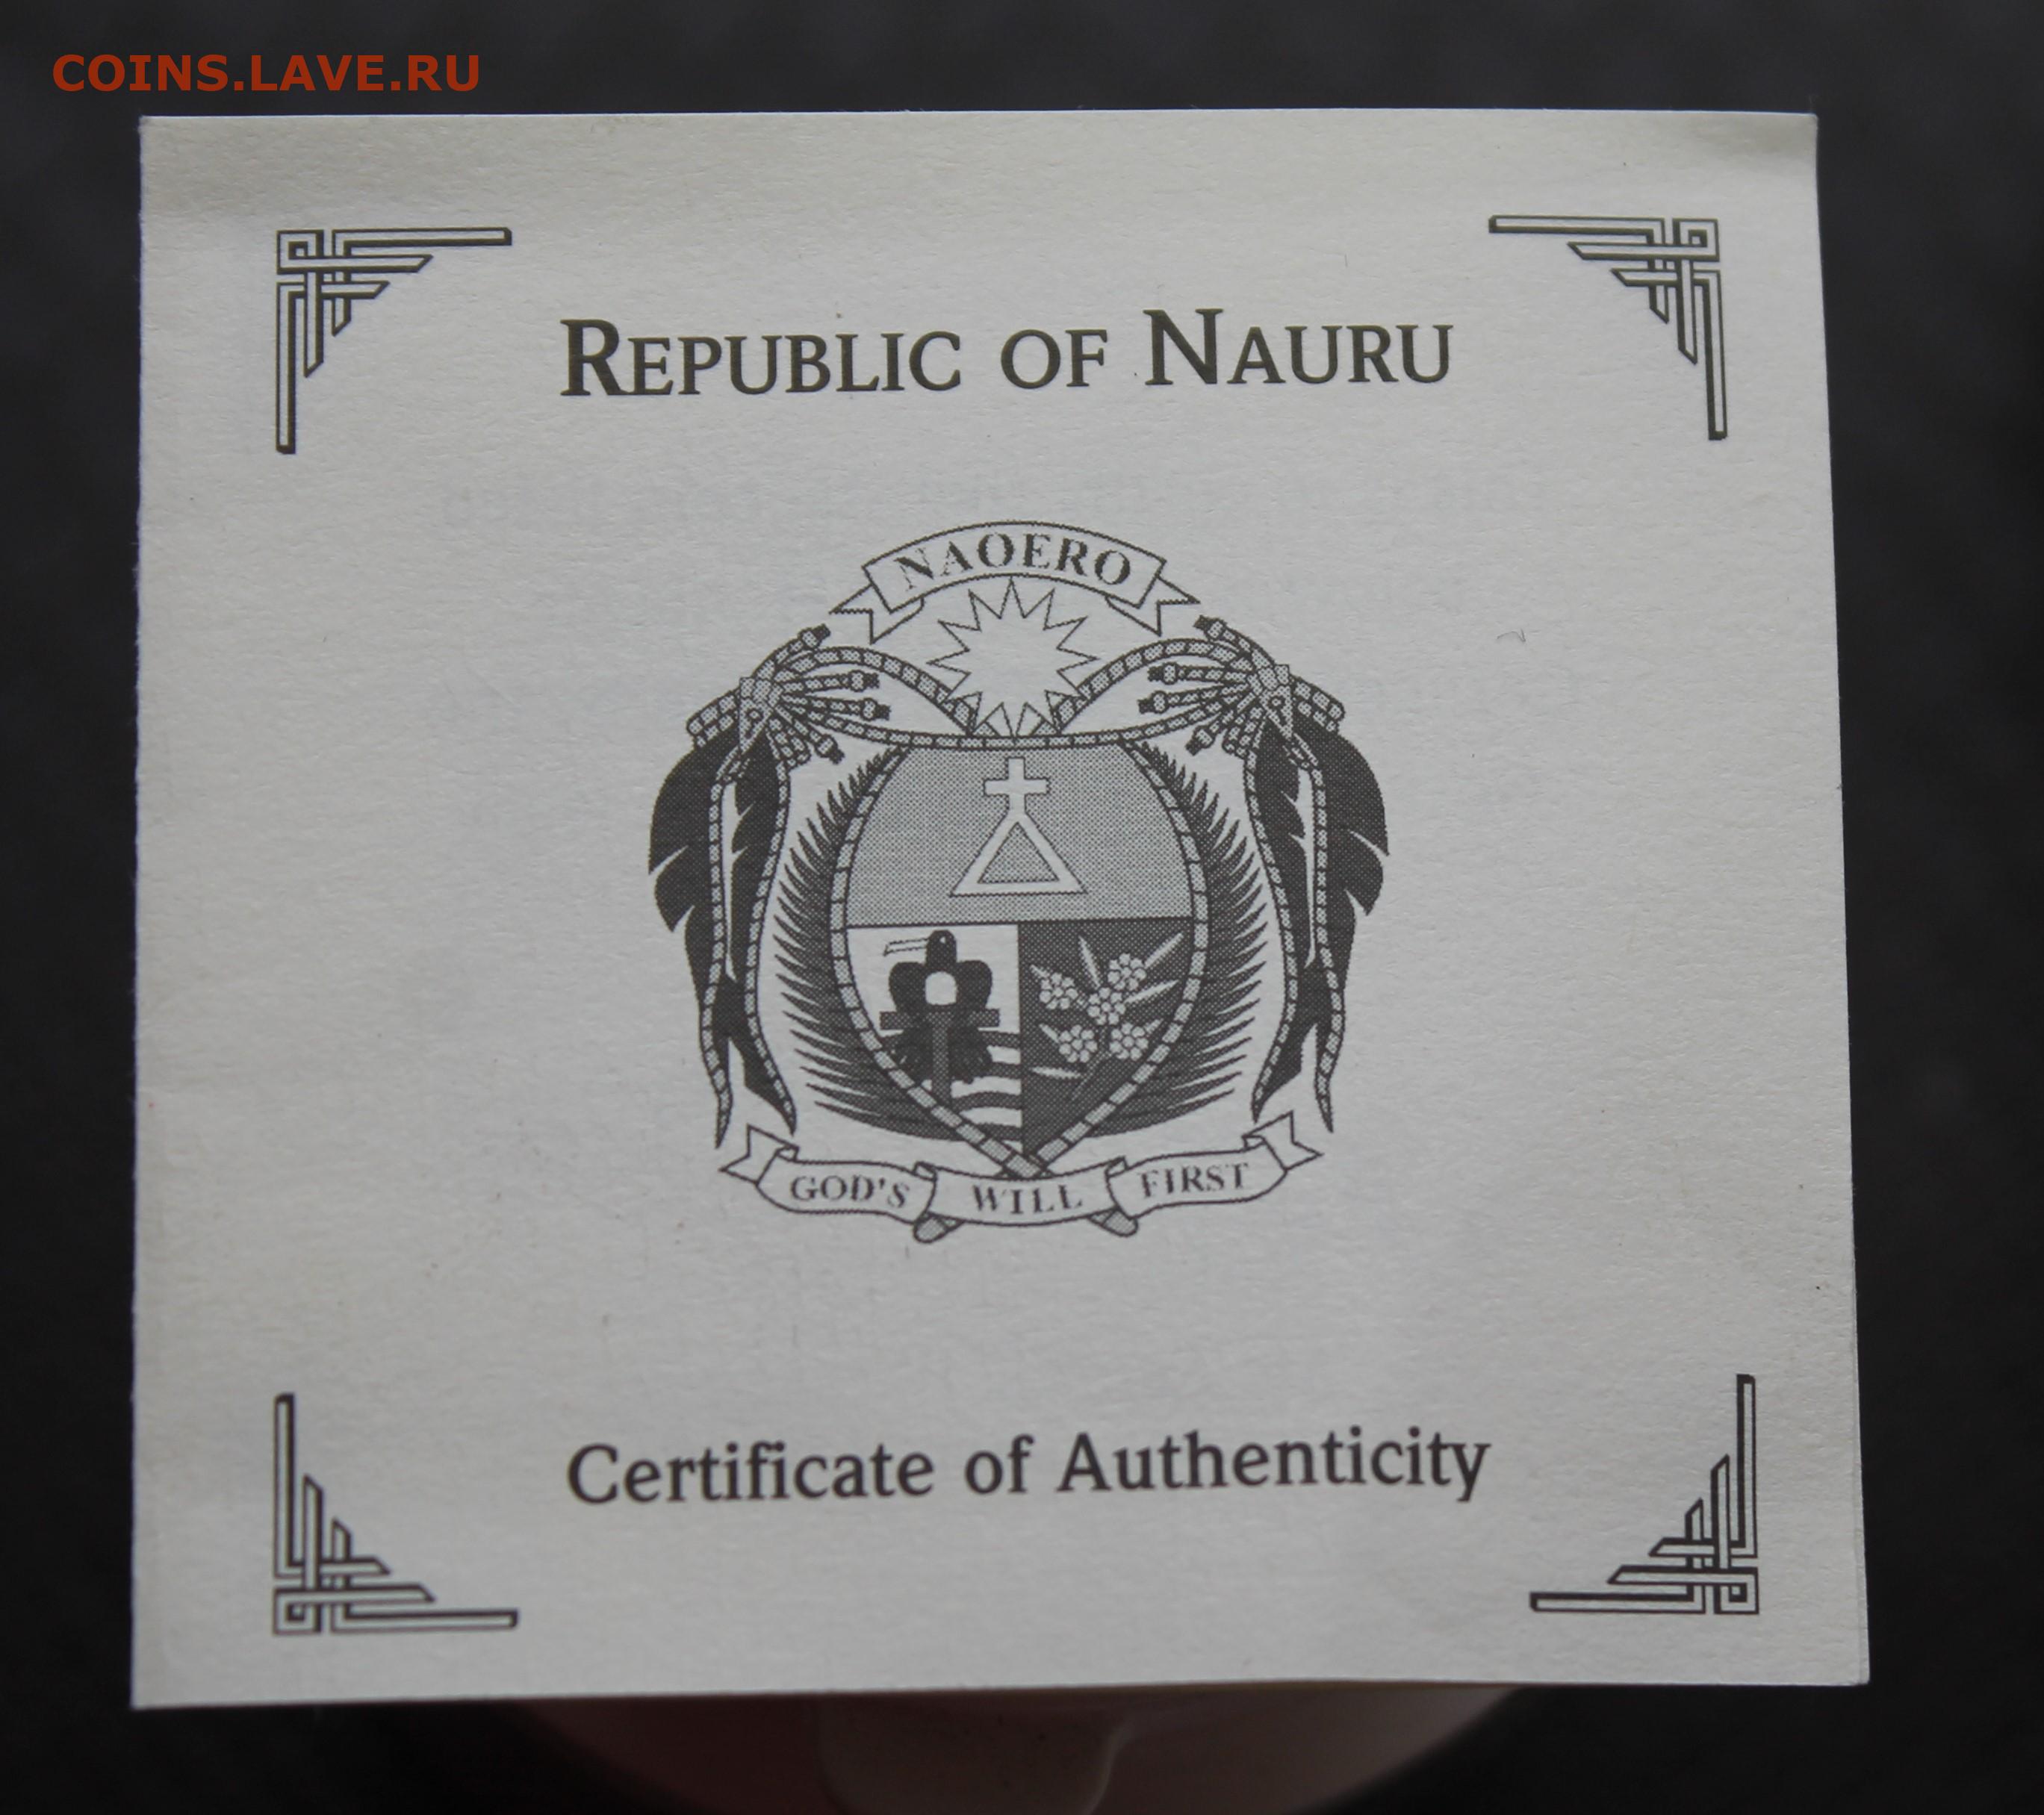 COINS.LAVE.RU
REPUBLIC OF NAURU
NAOERO
GOD'S WILL FIRST
Certificate of Authenticity